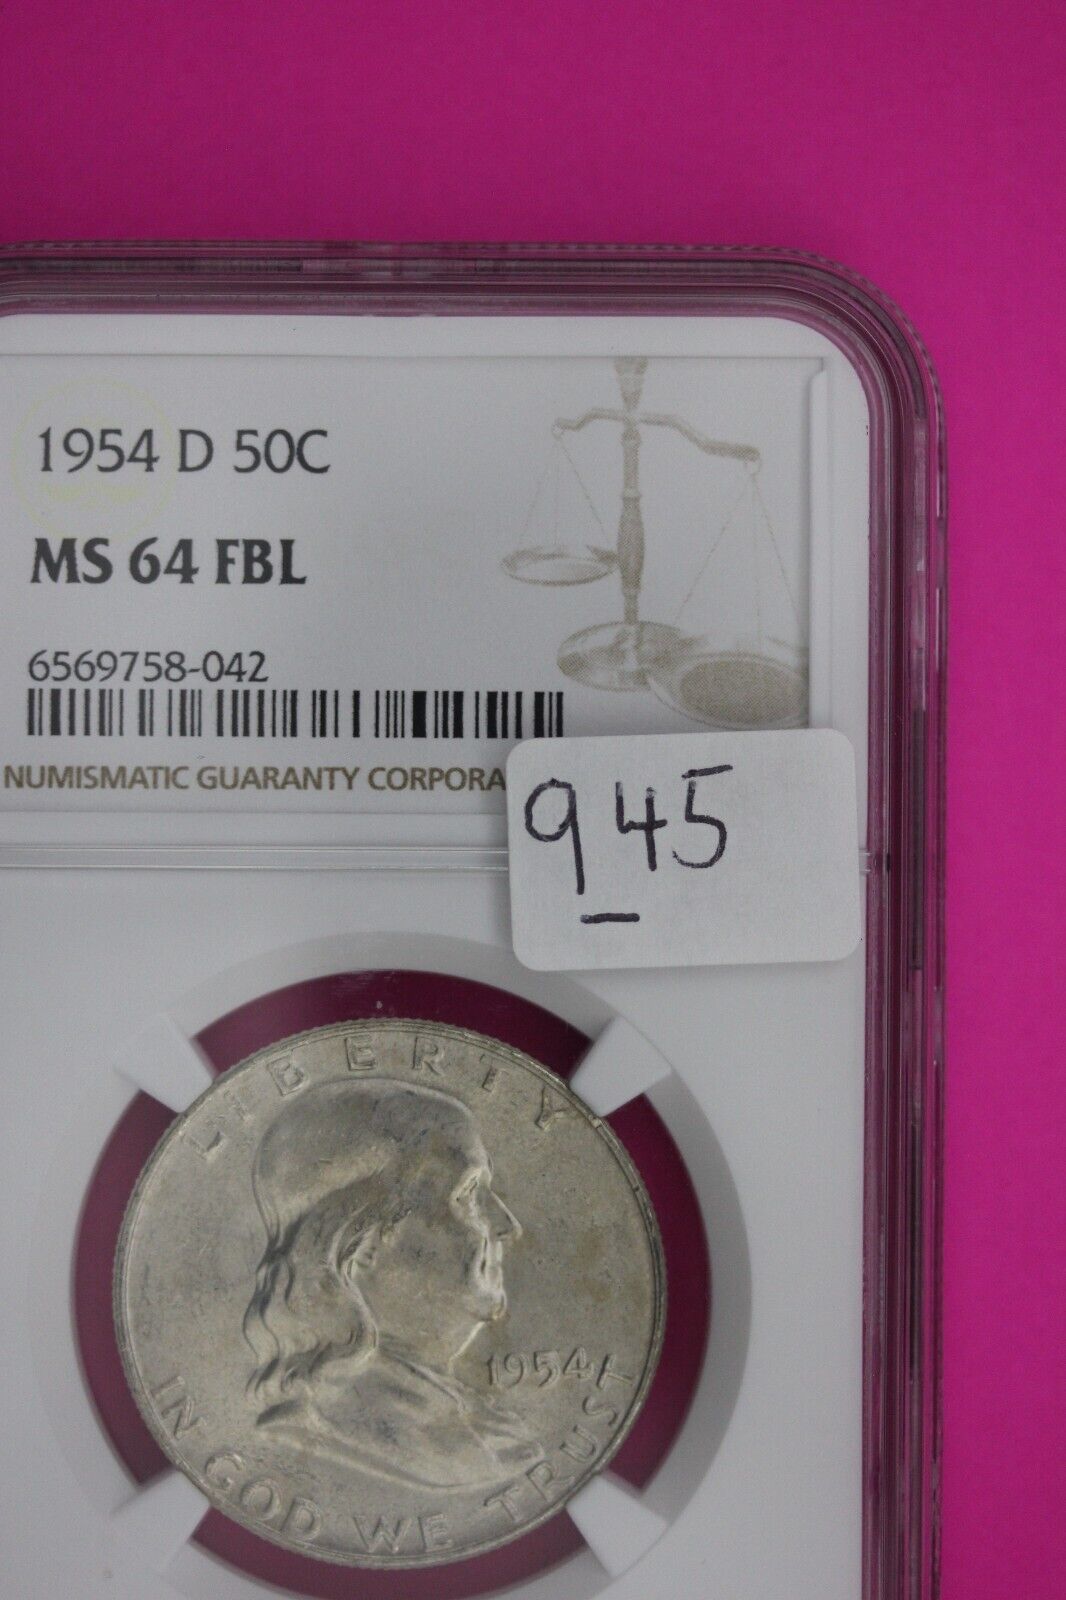 1954 D 50C
MS 64 FBL
6569758-042
NUMISMATIC GUARANTY CORPORA
945
LIBERTY
1954
IN GOD WE TRUST